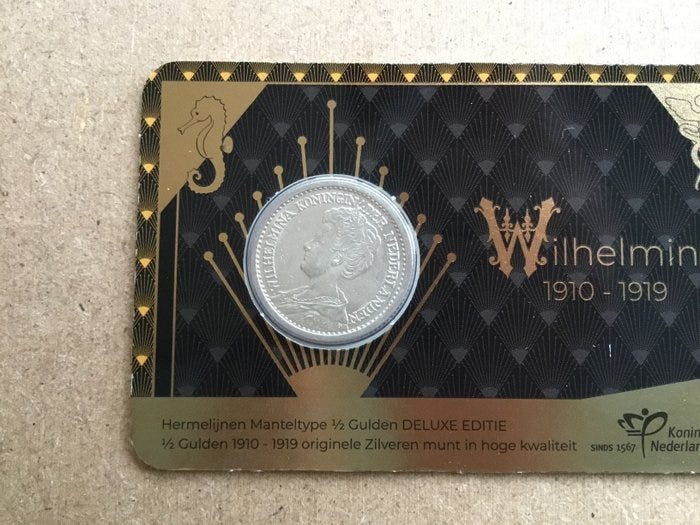 WILHELMINA KONINGIN DER NEDERLANDEN
Wilhelmin
1910 - 1919
Hermelijnen Manteltype ½ Gulden DELUXE EDITIE
½ Gulden 1910 - 1919 originele Zilveren munt in hoge kwaliteit
SINDS 1567
Konin
Nederlan